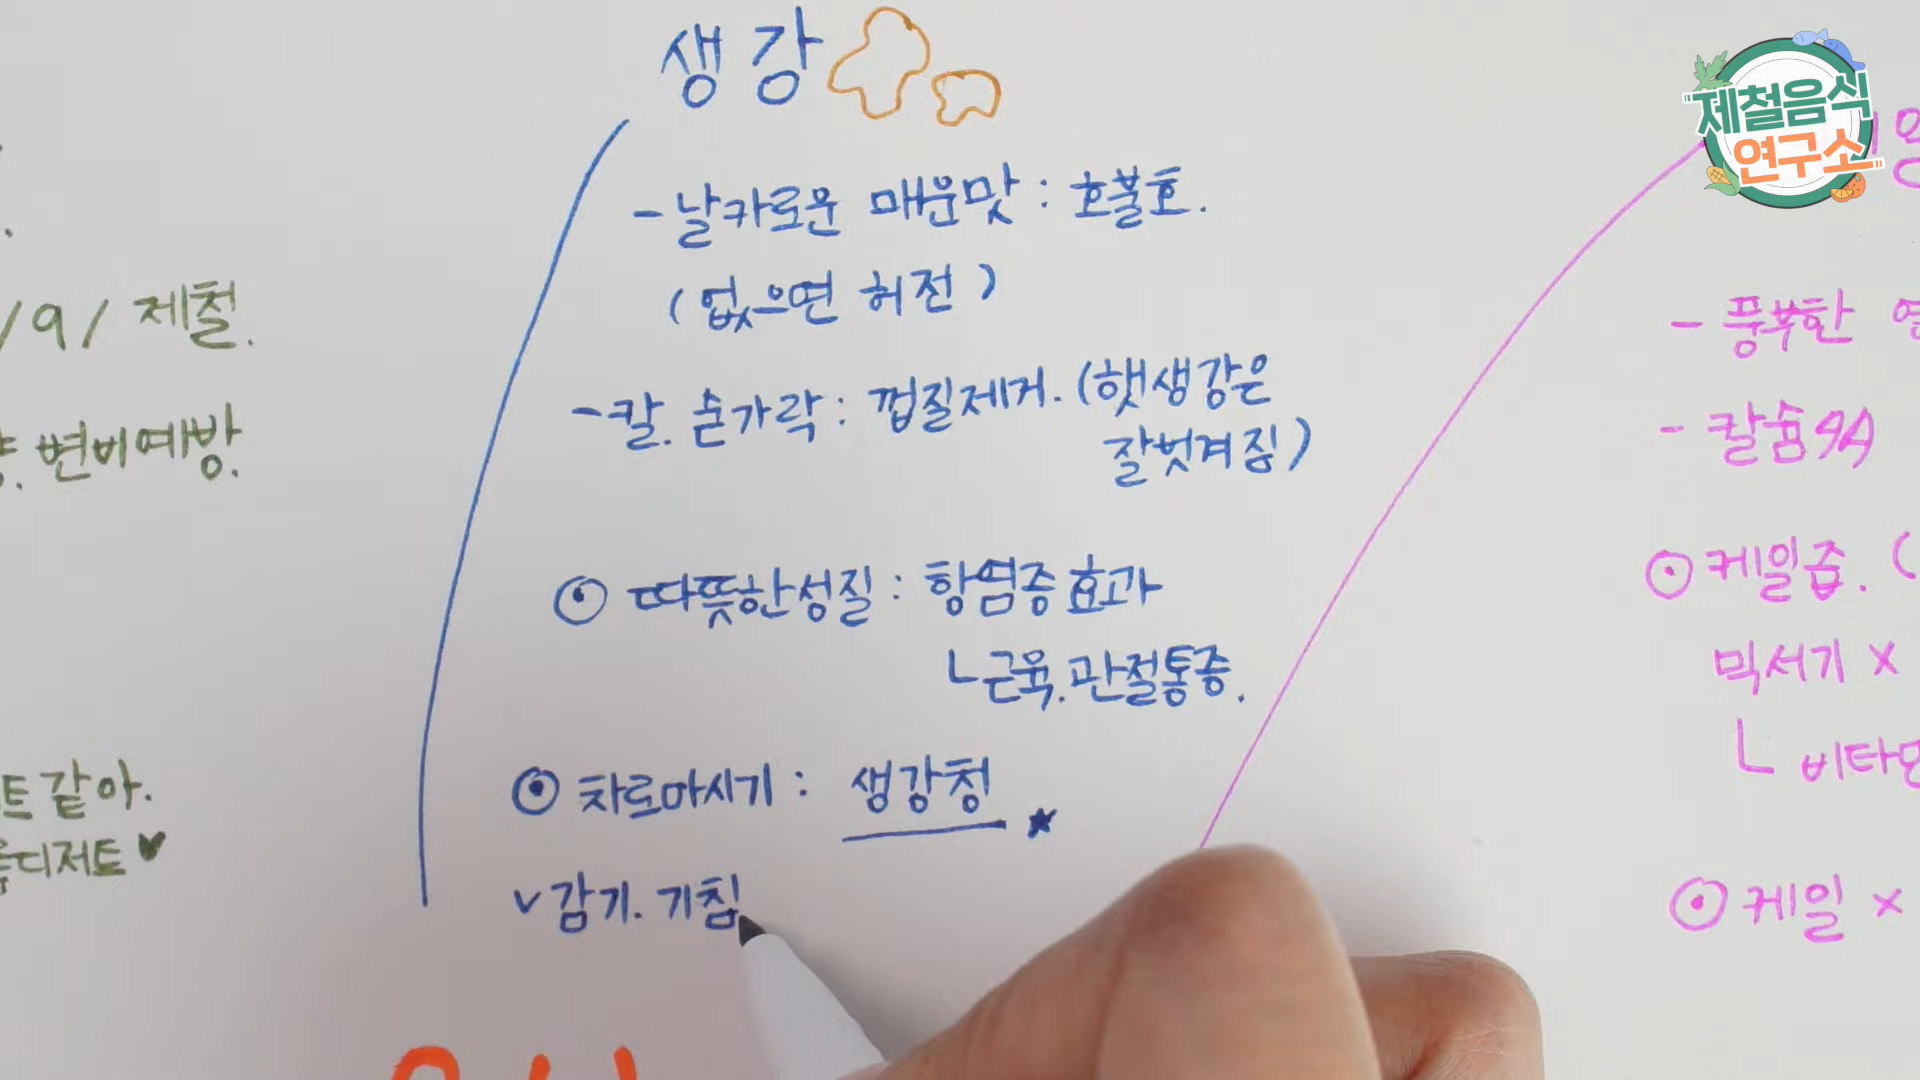 생강
- 날카로운 매운맛 : 호불호.
(없으면 허전)
- 칼. 숟가락 : 껍질제거. (햇생강은
잘벗겨짐)
⊙ 따뜻한성질 : 항염증효과
ㄴ근육.관절통증.
⊙ 차로마시기 : 생강청 ★
✓감기. 기침
/9/ 제철.
변비예방.
트같아.
디저트♥
- 풍부한
- 칼슘
⊙ 케일즙. (
믹서기 x
ㄴ 비타민
⊙ 케일 x
"제철음식
연구소"